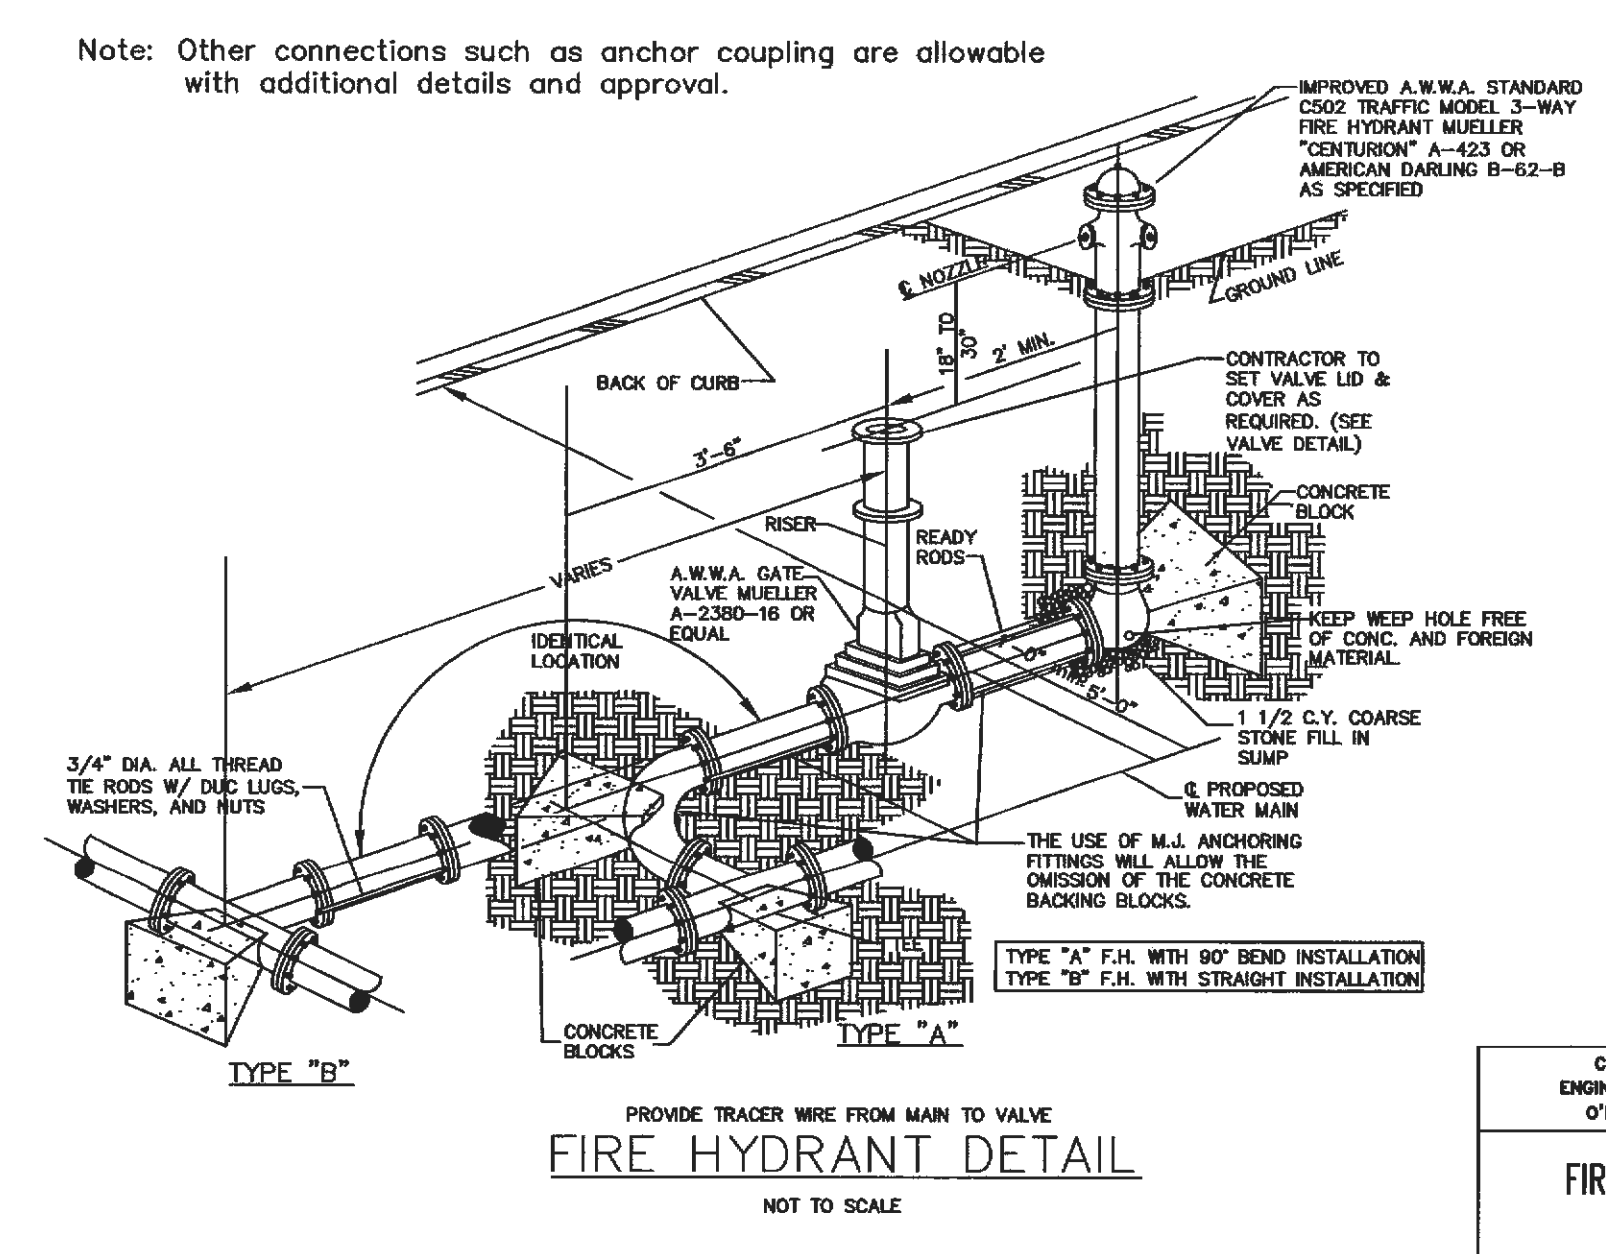 Note: Other connections such as anchor coupling are allowable
with additional details and approval.
IMPROVED A.W.W.A. STANDARD
C502 TRAFFIC MODEL 3-WAY
FIRE HYDRANT MUELLER
"CENTURION" A-423 OR
AMERICAN DARLING B-62-B
AS SPECIFIED
℄ NOZZLE
GROUND LINE
18" TO
30"
2' MIN.
BACK OF CURB
CONTRACTOR TO
SET VALVE LID &
COVER AS
REQUIRED. (SEE
VALVE DETAIL)
3'-6"
CONCRETE
BLOCK
RISER
READY
RODS
VARIES
A.W.W.A. GATE
VALVE MUELLER
A-2380-16 OR
EQUAL
IDENTICAL
LOCATION
KEEP WEEP HOLE FREE
OF CONC. AND FOREIGN
MATERIAL.
5'-0"
1 1/2 C.Y. COARSE
STONE FILL IN
SUMP
3/4" DIA. ALL THREAD
TIE RODS W/ DUC LUGS,
WASHERS, AND NUTS
℄ PROPOSED
WATER MAIN
THE USE OF M.J. ANCHORING
FITTINGS WILL ALLOW THE
OMISSION OF THE CONCRETE
BACKING BLOCKS.
TEE
TYPE "A" F.H. WITH 90° BEND INSTALLATION
TYPE "B" F.H. WITH STRAIGHT INSTALLATION
CONCRETE
BLOCKS
TYPE "A"
TYPE "B"
PROVIDE TRACER WIRE FROM MAIN TO VALVE
FIRE HYDRANT DETAIL
NOT TO SCALE
C
ENGIN
O'
FIR